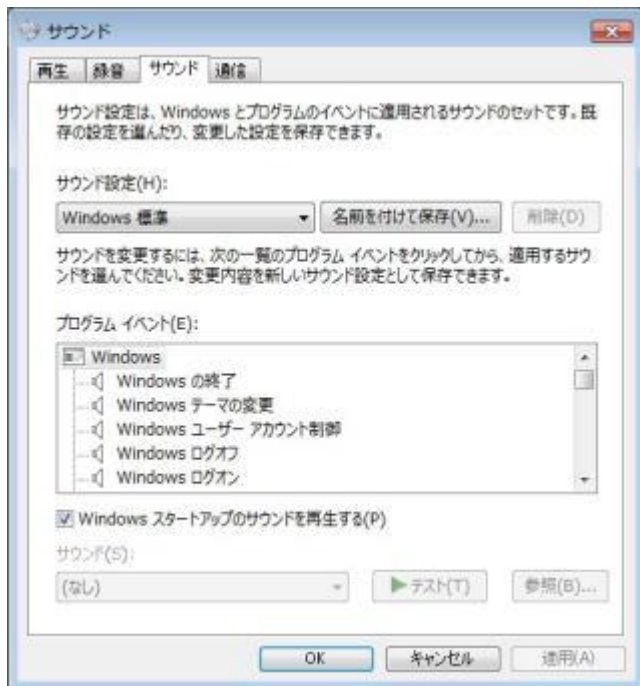 サウンド
再生 録音 サウンド 通信
サウンド設定は、Windows とプログラムのイベントに適用されるサウンドのセットです。既
存の設定を選んだり、変更した設定を保存できます。
サウンド設定(H):
Windows 標準 名前を付けて保存(V)... 削除(D)
サウンドを変更するには、次の一覧のプログラム イベントをクリックしてから、適用するサウ
ンドを選んでください。変更内容を新しいサウンド設定として保存できます。
プログラム イベント(E):
Windows
Windows の終了
Windows テーマの変更
Windows ユーザー アカウント制御
Windows ログオフ
Windows ログオン
Windows スタートアップのサウンドを再生する(P)
サウンド(S):
(なし) テスト(T) 参照(B)...
OK キャンセル 適用(A)